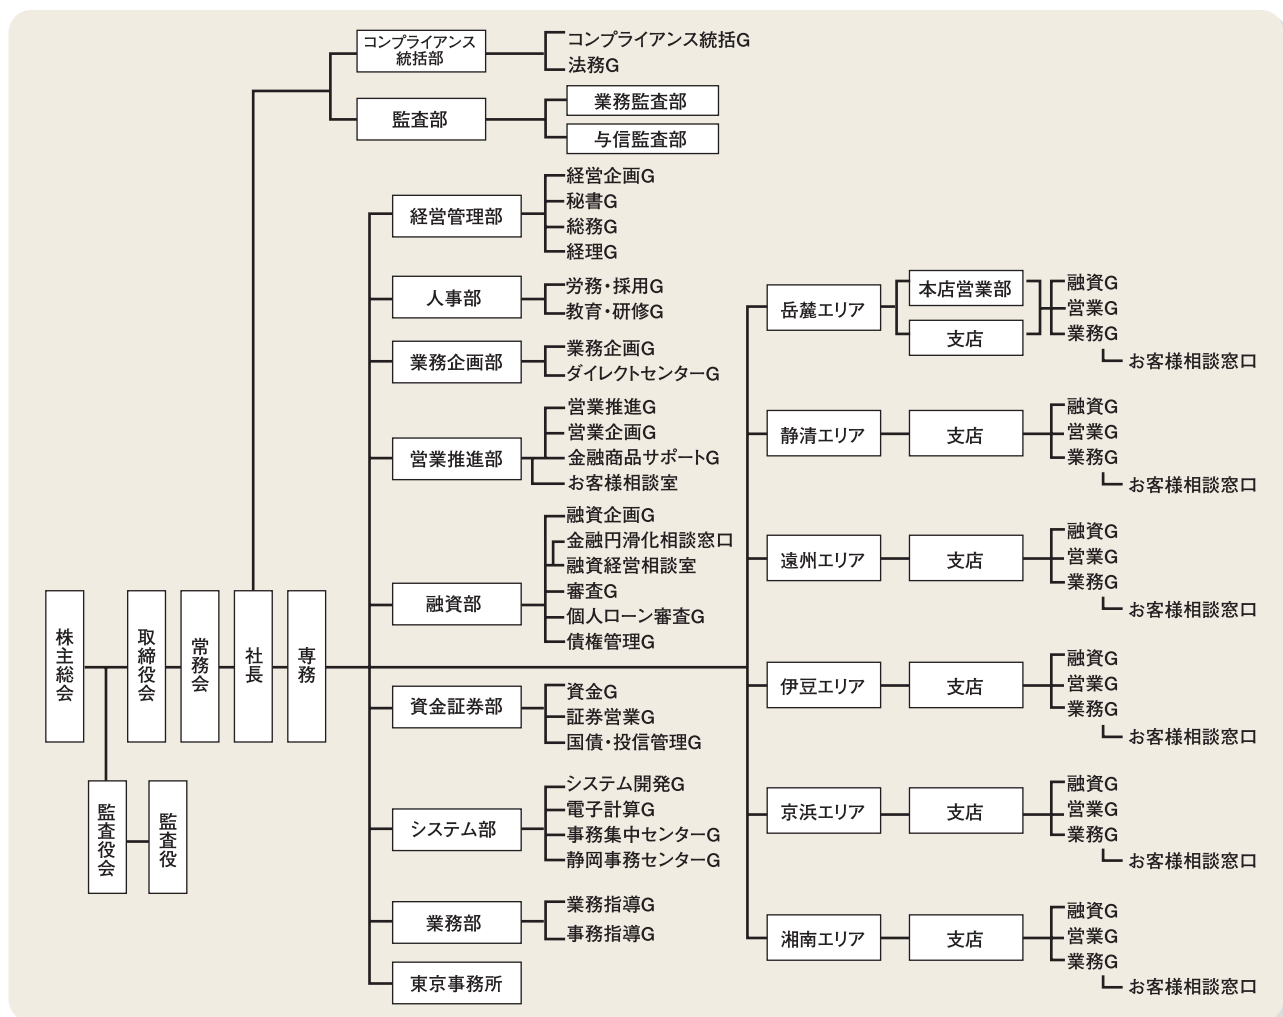 コンプライアンス
統括部
コンプライアンス統括G
法務G
監査部
業務監査部
与信監査部
株主総会
取締役会
常務会
社長
専務
監査役会
監査役
経営管理部
経営企画G
秘書G
総務G
経理G
人事部
労務・採用G
教育・研修G
業務企画部
業務企画G
ダイレクトセンターG
営業推進部
営業推進G
営業企画G
金融商品サポートG
お客様相談室
融資部
融資企画G
金融円滑化相談窓口
融資経営相談室
審査G
個人ローン審査G
債権管理G
資金証券部
資金G
証券営業G
国債・投信管理G
システム部
システム開発G
電子計算G
事務集中センターG
静岡事務センターG
業務部
業務指導G
事務指導G
東京事務所
岳麓エリア
本店営業部
支店
融資G
営業G
業務G
お客様相談窓口
静清エリア
支店
融資G
営業G
業務G
お客様相談窓口
遠州エリア
支店
融資G
営業G
業務G
お客様相談窓口
伊豆エリア
支店
融資G
営業G
業務G
お客様相談窓口
京浜エリア
支店
融資G
営業G
業務G
お客様相談窓口
湘南エリア
支店
融資G
営業G
業務G
お客様相談窓口